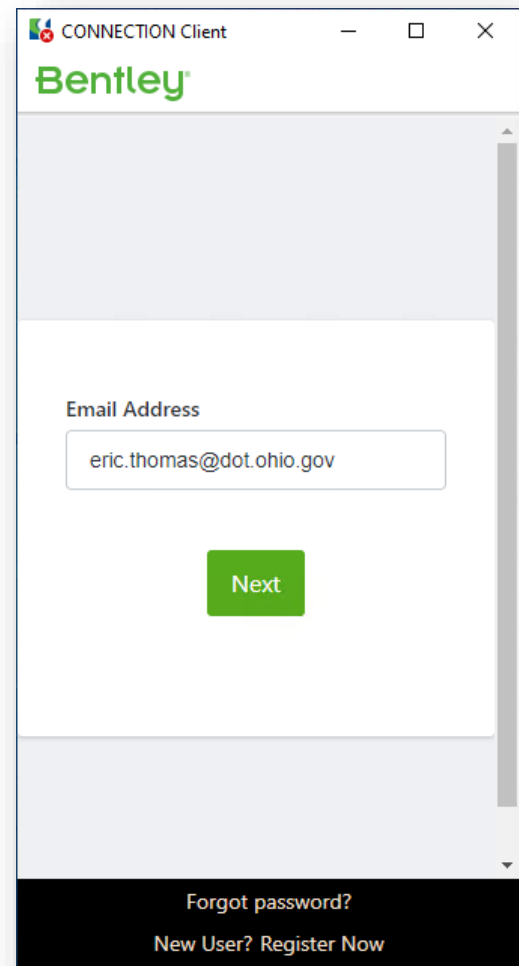 CONNECTION Client
Bentley®
Email Address
eric.thomas@dot.ohio.gov
Next
Forgot password?
New User? Register Now